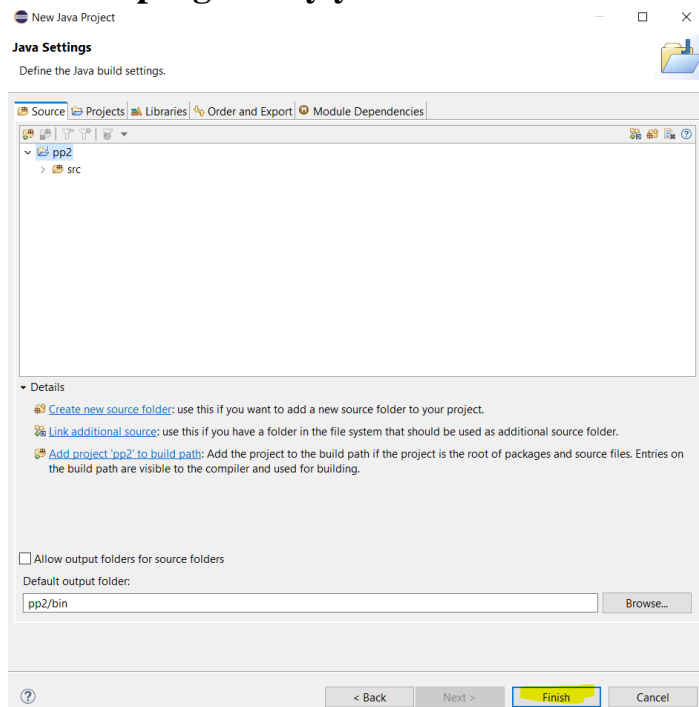 New Java Project
Java Settings
Define the Java build settings.
Source Projects Libraries Order and Export Module Dependencies
pp2
src
Details
Create new source folder: use this if you want to add a new source folder to your project.
Link additional source: use this if you have a folder in the file system that should be used as additional source folder.
Add project 'pp2' to build path: Add the project to the build path if the project is the root of packages and source files. Entries on
the build path are visible to the compiler and used for building.
Allow output folders for source folders
Default output folder:
pp2/bin
Browse...
< Back Next > Finish Cancel